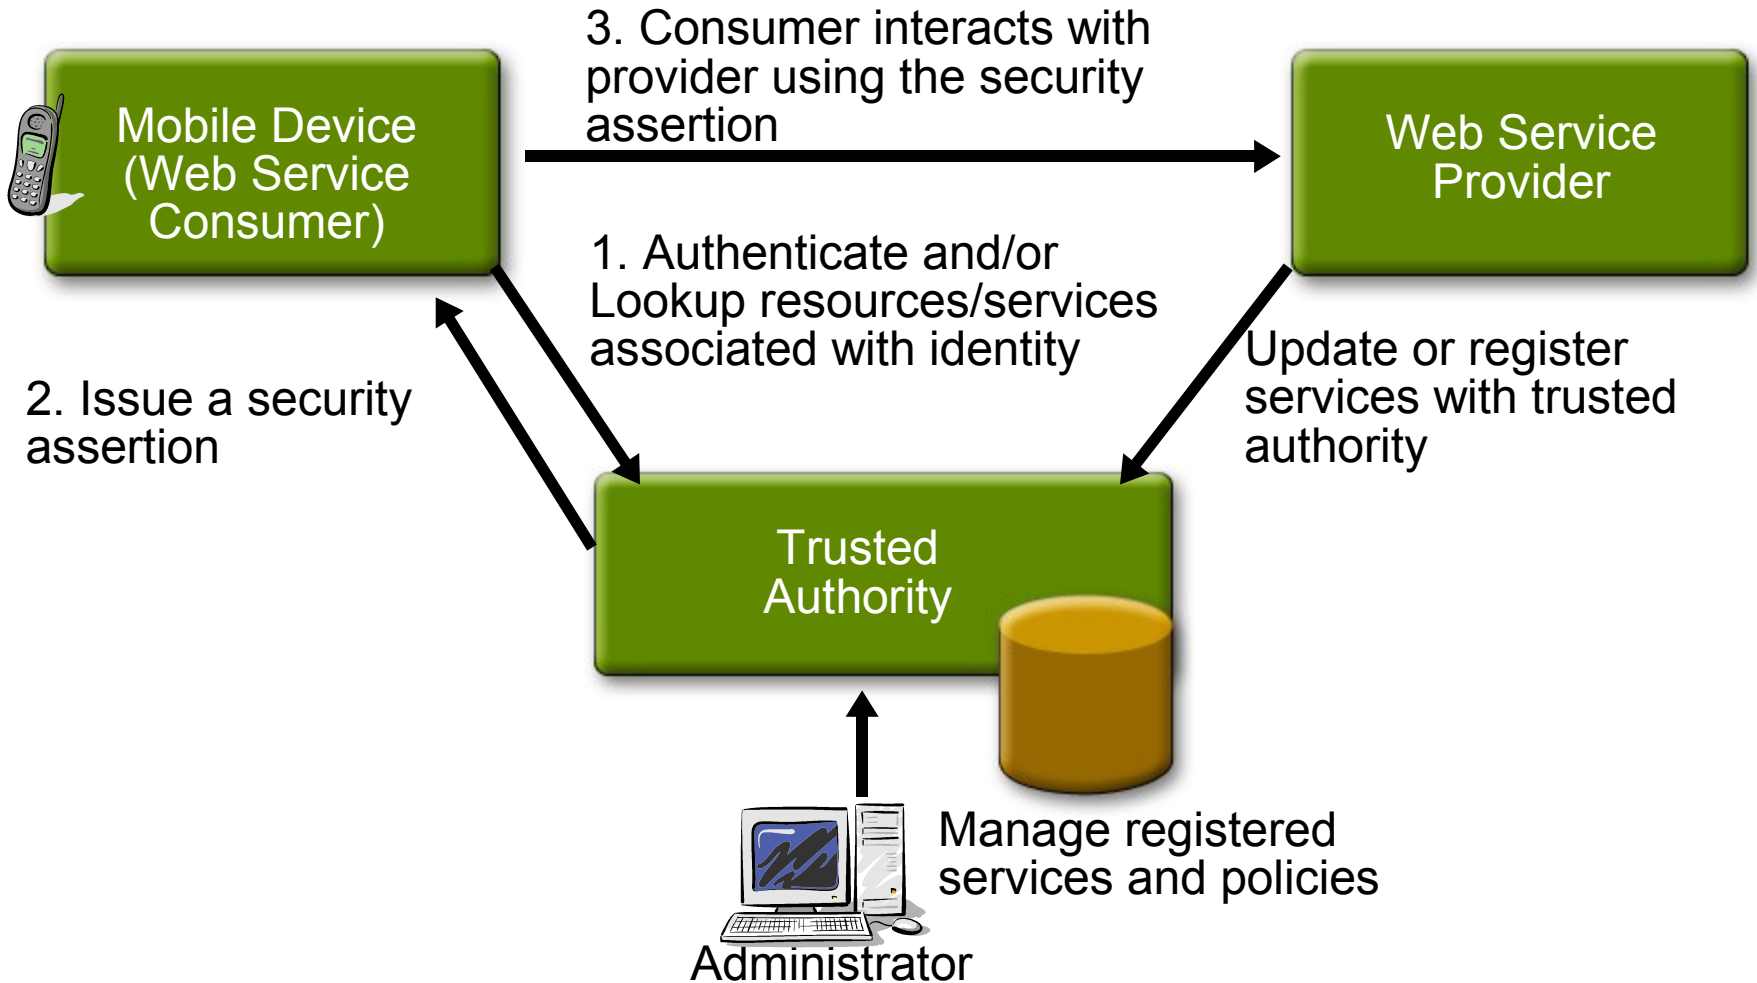 3. Consumer interacts with
provider using the security
assertion
Mobile Device
(Web Service
Consumer)
Web Service
Provider
1. Authenticate and/or
Lookup resources/services
associated with identity
Update or register
services with trusted
authority
2. Issue a security
assertion
Trusted
Authority
Manage registered
services and policies
Administrator